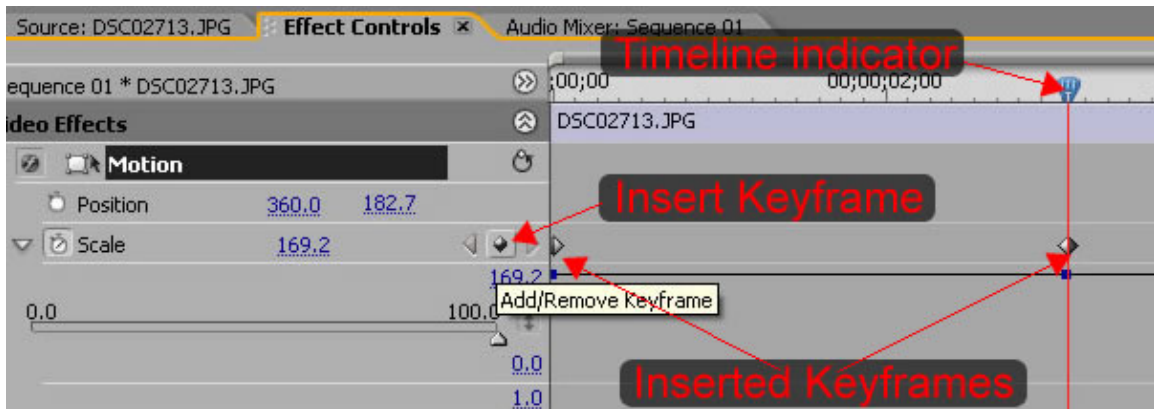 Source: DSC02713.JPG Effect Controls Audio Mixer: Sequence 01
Timeline indicator
equence 01 * DSC02713.JPG ;00;00 00;00;02;00
ideo Effects DSC02713.JPG
Motion
Insert Keyframe
Position 360.0 182.7
Scale 169.2
169.2
Add/Remove Keyframe
0.0 100.0
0.0
Inserted Keyframes
1.0